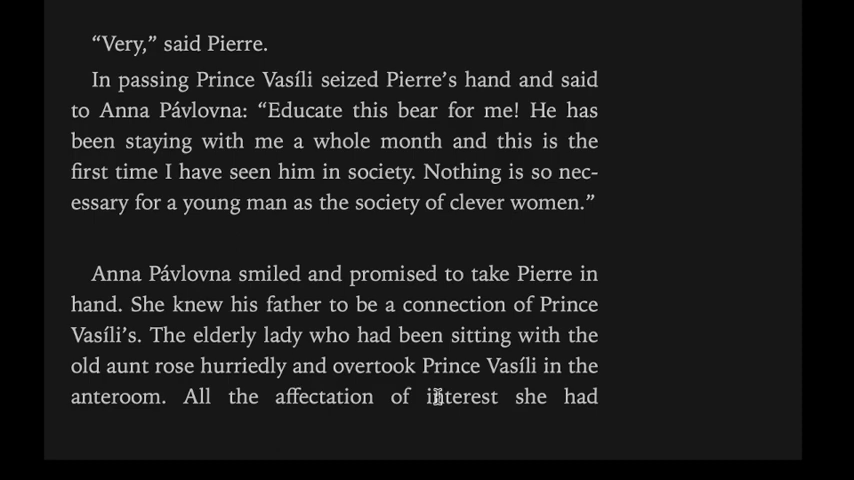 “Very,” said Pierre.
In passing Prince Vasíli seized Pierre’s hand and said
to Anna Pávlovna: “Educate this bear for me! He has
been staying with me a whole month and this is the
first time I have seen him in society. Nothing is so nec-
essary for a young man as the society of clever women.”
Anna Pávlovna smiled and promised to take Pierre in
hand. She knew his father to be a connection of Prince
Vasíli’s. The elderly lady who had been sitting with the
old aunt rose hurriedly and overtook Prince Vasíli in the
anteroom. All the affectation of interest she had